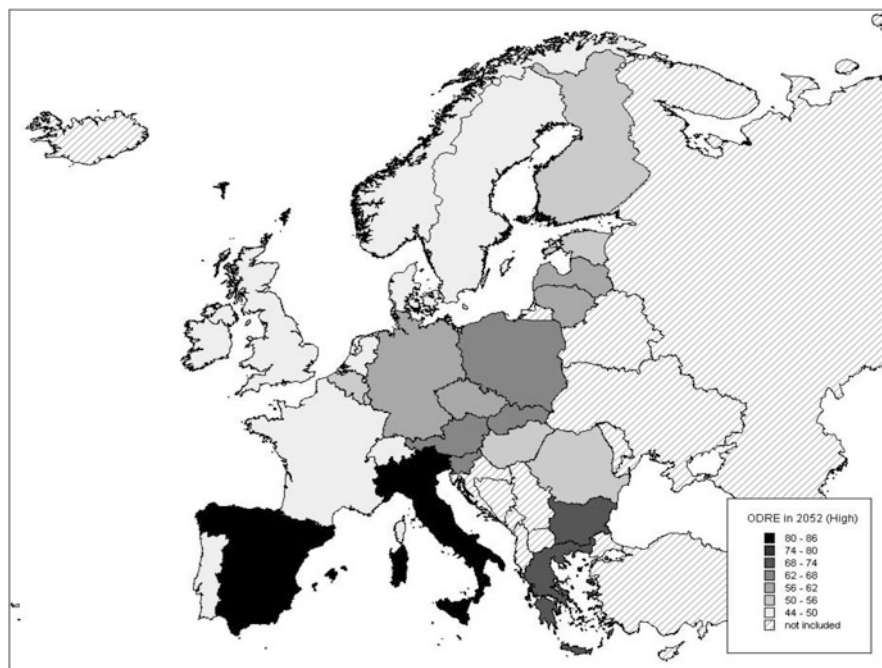 ODRE in 2052 (High)
80 - 86
74 - 80
68 - 74
62 - 68
56 - 62
50 - 56
44 - 50
not included